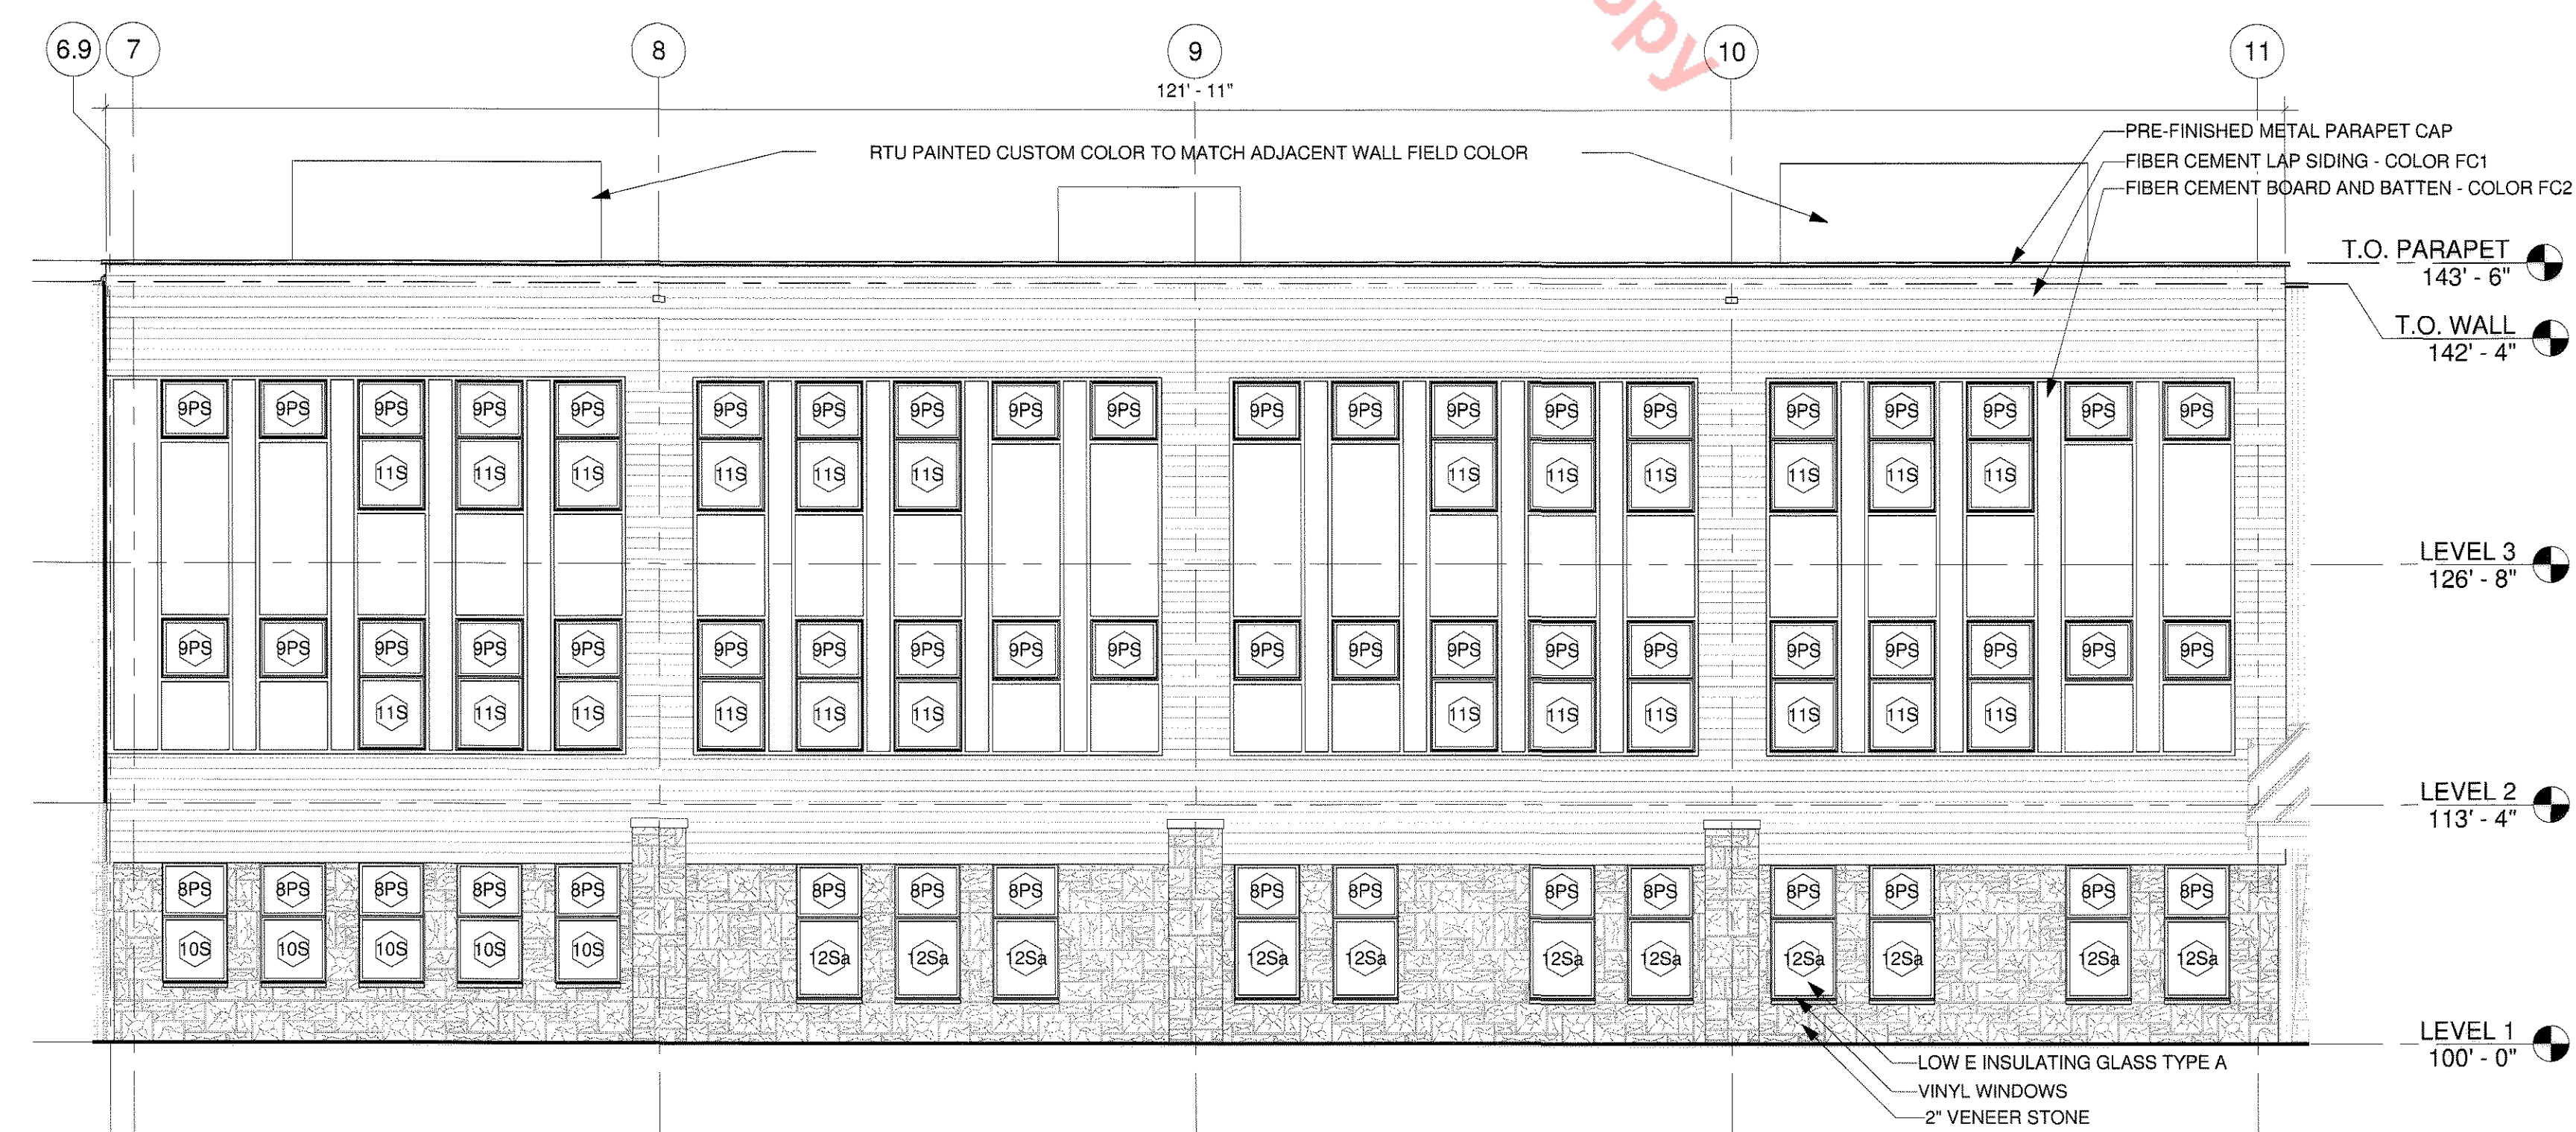 opy
6.9 7 8 9 10 11
121' - 11"
PRE-FINISHED METAL PARAPET CAP
RTU PAINTED CUSTOM COLOR TO MATCH ADJACENT WALL FIELD COLOR
FIBER CEMENT LAP SIDING - COLOR FC1
FIBER CEMENT BOARD AND BATTEN - COLOR FC2
T.O. PARAPET
143' - 6"
T.O. WALL
142' - 4"
9PS 9PS 9PS 9PS 9PS 9PS 9PS 9PS 9PS 9PS 9PS 9PS 9PS 9PS 9PS 9PS 9PS 9PS 9PS 9PS
11S 11S 11S 11S 11S 11S 11S 11S 11S 11S 11S 11S
LEVEL 3
126' - 8"
9PS 9PS 9PS 9PS 9PS 9PS 9PS 9PS 9PS 9PS 9PS 9PS 9PS 9PS 9PS 9PS 9PS 9PS 9PS 9PS
11S 11S 11S 11S 11S 11S 11S 11S 11S 11S 11S 11S
LEVEL 2
113' - 4"
8PS 8PS 8PS 8PS 8PS 8PS 8PS 8PS 8PS 8PS 8PS 8PS 8PS 8PS 8PS 8PS
10S 10S 10S 10S 10S 12Sa 12Sa 12Sa 12Sa 12Sa 12Sa 12Sa 12Sa 12Sa 12Sa 12Sa
LEVEL 1
100' - 0"
LOW E INSULATING GLASS TYPE A
VINYL WINDOWS
2" VENEER STONE